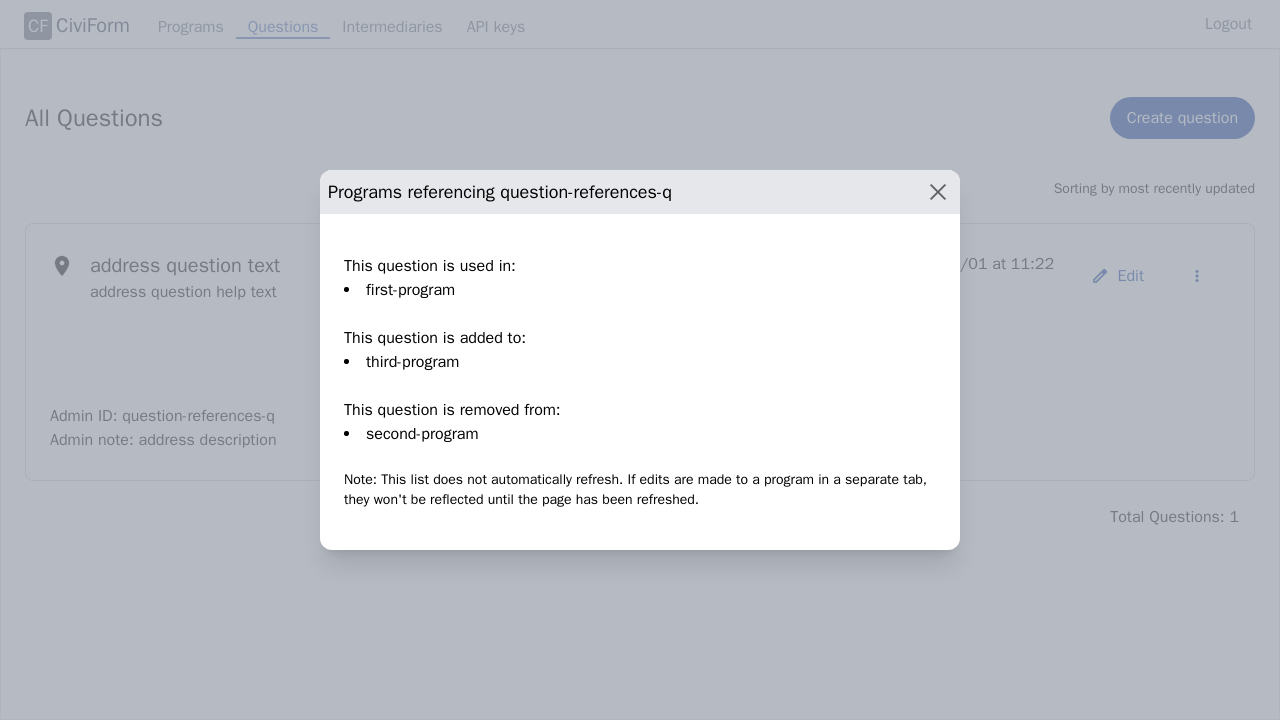 CF CiviForm Programs Questions Intermediaries API keys Logout
All Questions
Create question
Sorting by most recently updated
address question text
address question help text
/01 at 11:22
Edit
Admin ID: question-references-q
Admin note: address description
Total Questions: 1
Programs referencing question-references-q
This question is used in:
• first-program
This question is added to:
• third-program
This question is removed from:
• second-program
Note: This list does not automatically refresh. If edits are made to a program in a separate tab,
they won't be reflected until the page has been refreshed.